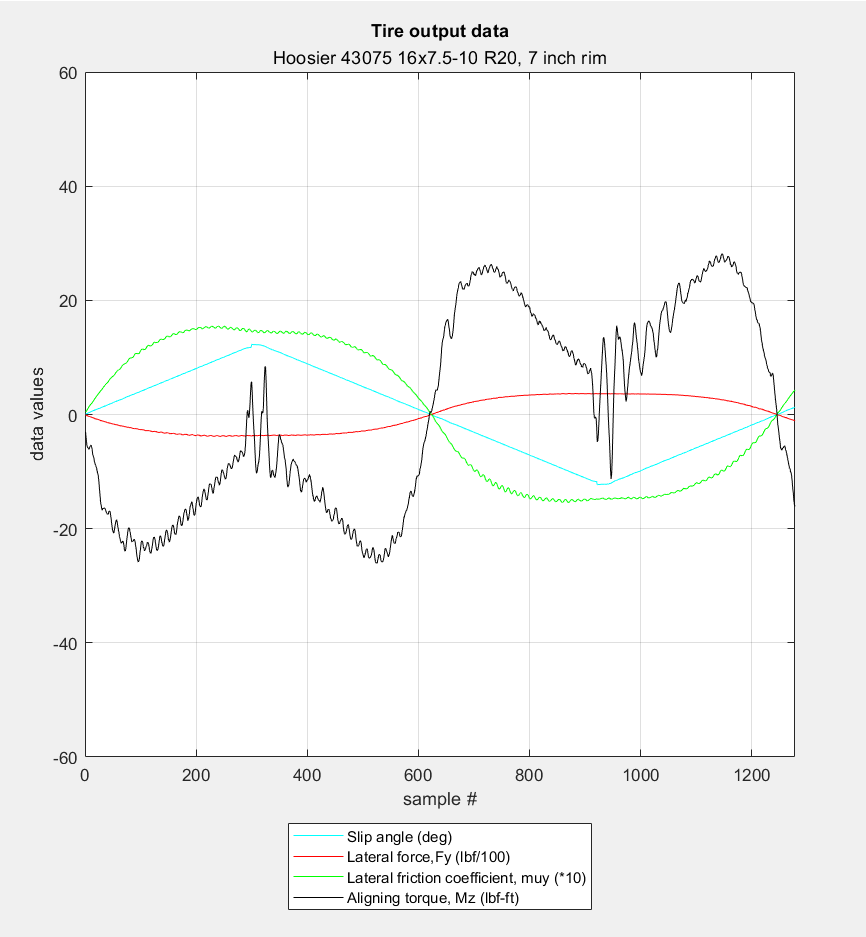 Tire output data
Hoosier 43075 16x7.5-10 R20, 7 inch rim
60
40
20
0
-20
-40
-60
data values
0 200 400 600 800 1000 1200
sample #
Slip angle (deg)
Lateral force,Fy (lbf/100)
Lateral friction coefficient, muy (*10)
Aligning torque, Mz (lbf-ft)